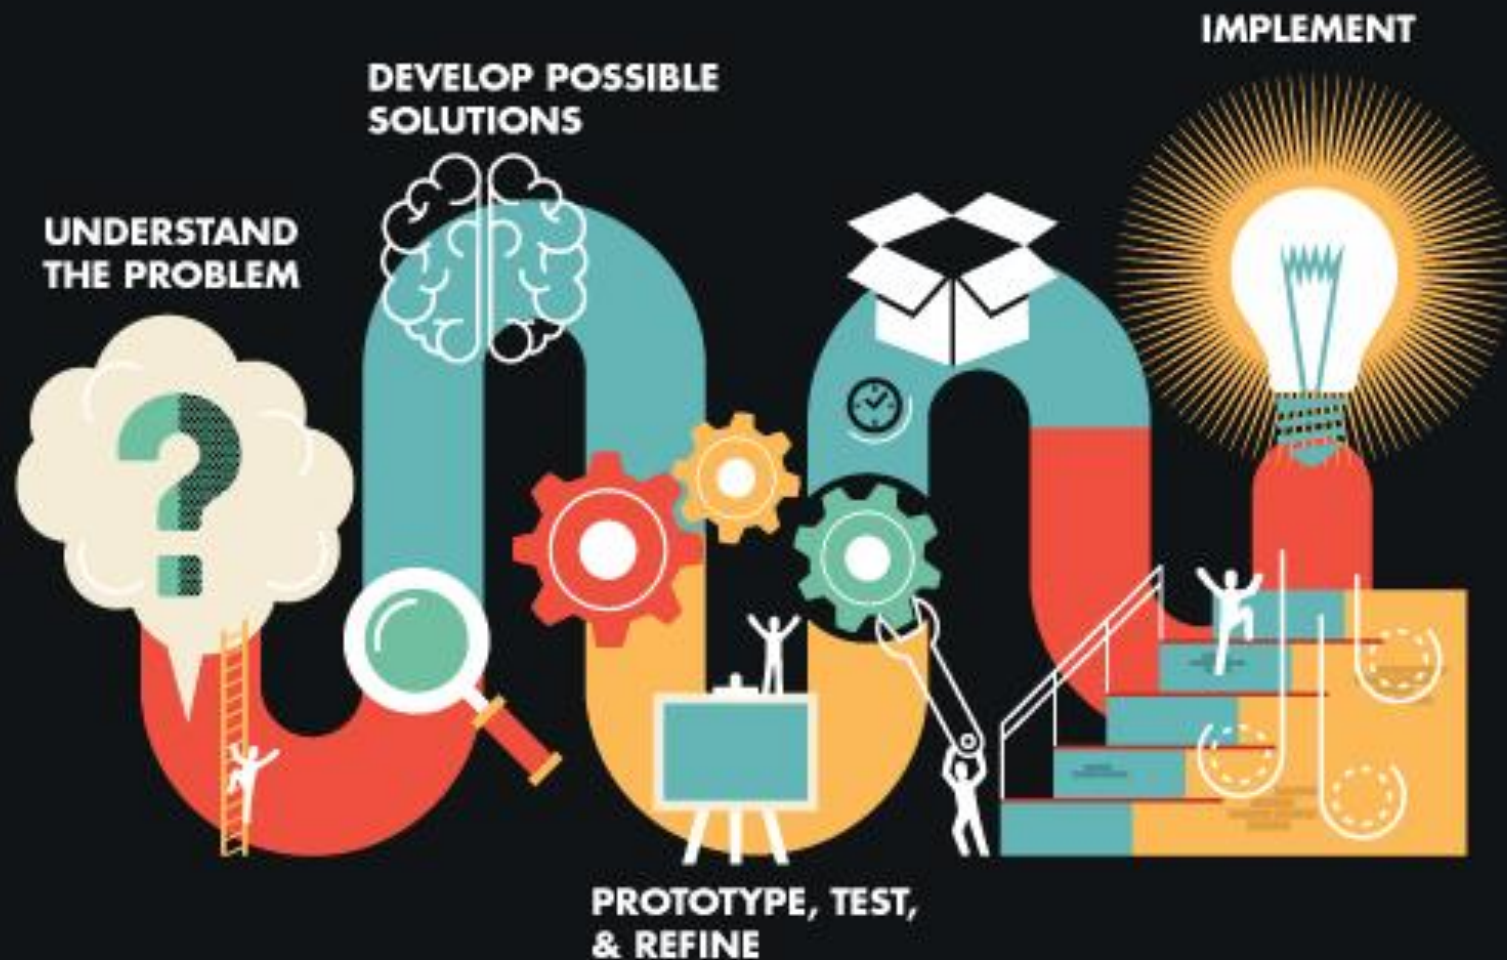 UNDERSTAND
THE PROBLEM
DEVELOP POSSIBLE
SOLUTIONS
PROTOTYPE, TEST,
& REFINE
IMPLEMENT